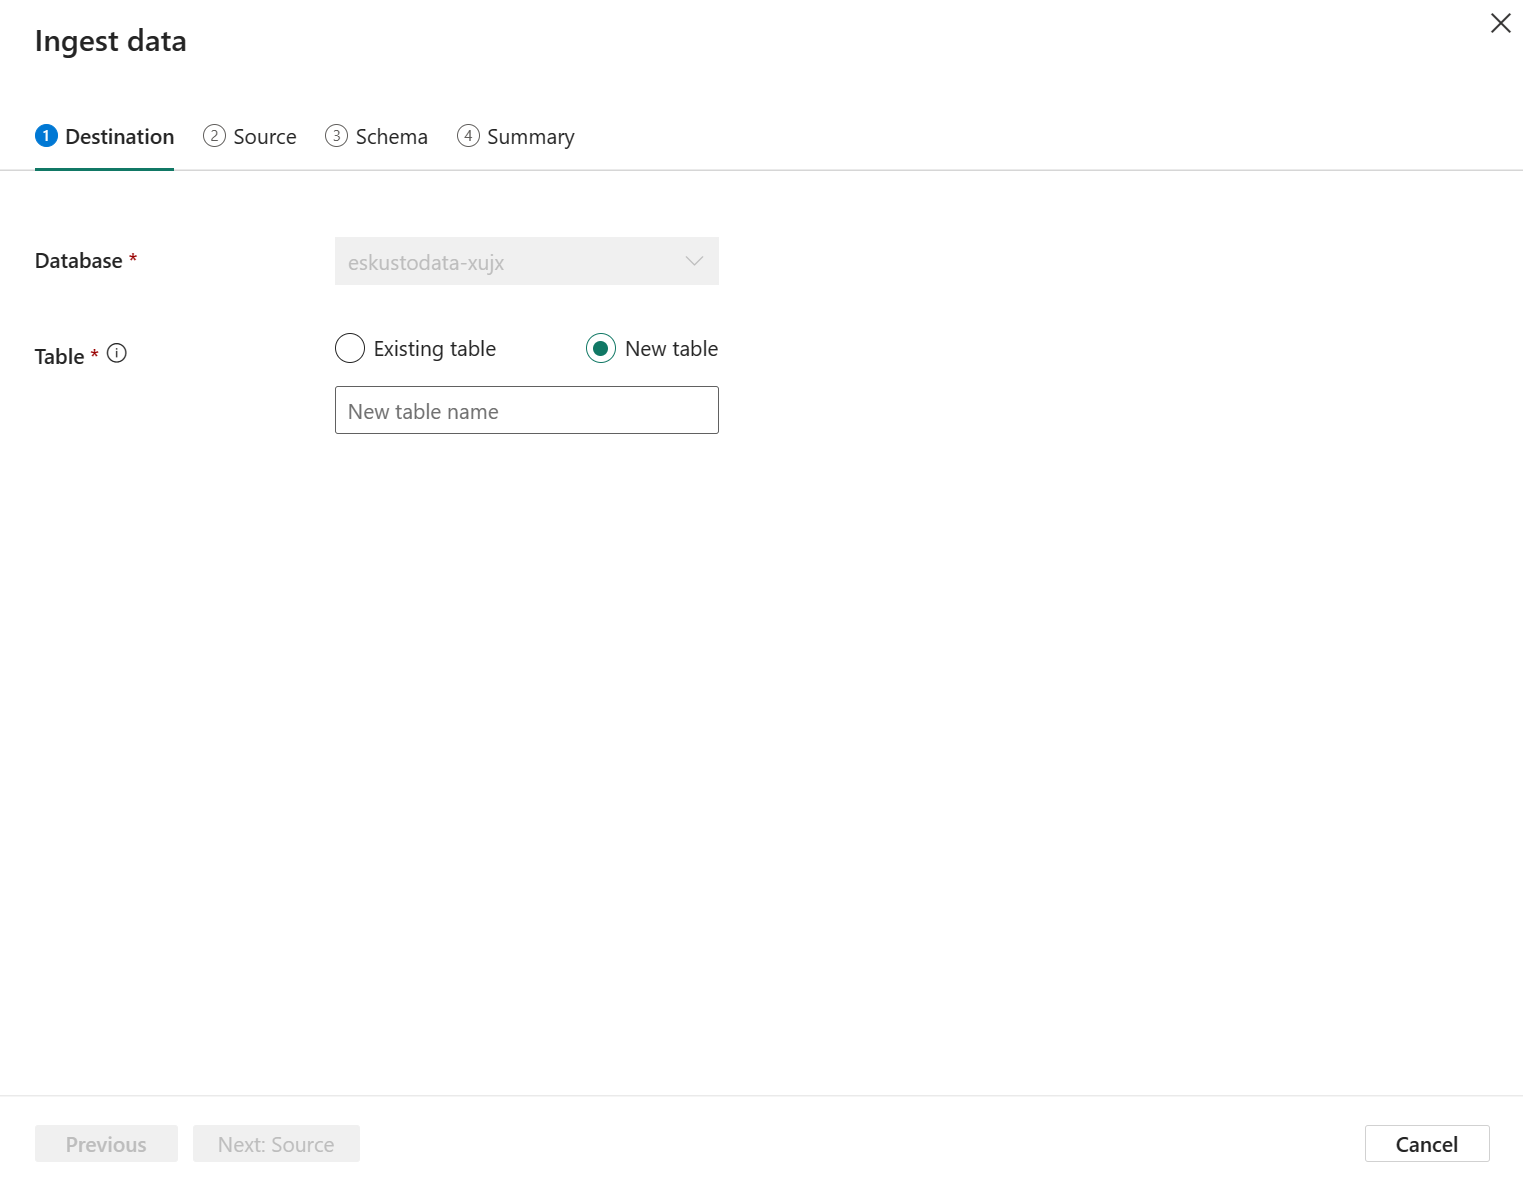 Ingest data
1 Destination 2 Source 3 Schema 4 Summary
Database *
eskustodata-xujx
Table *
Existing table New table
New table name
Previous Next: Source Cancel